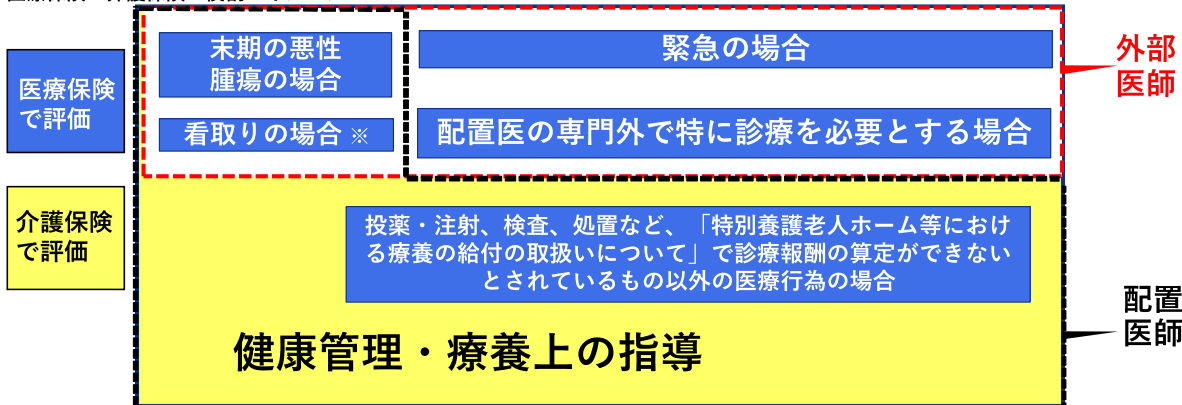 末期の悪性
腫瘍の場合
緊急の場合
外部
医師
医療保険
で評価
看取りの場合 ※
配置医の専門外で特に診療を必要とする場合
介護保険
で評価
投薬・注射、検査、処置など、「特別養護老人ホーム等におけ
る療養の給付の取扱いについて」で診療報酬の算定ができない
とされているもの以外の医療行為の場合
配置
医師
健康管理・療養上の指導